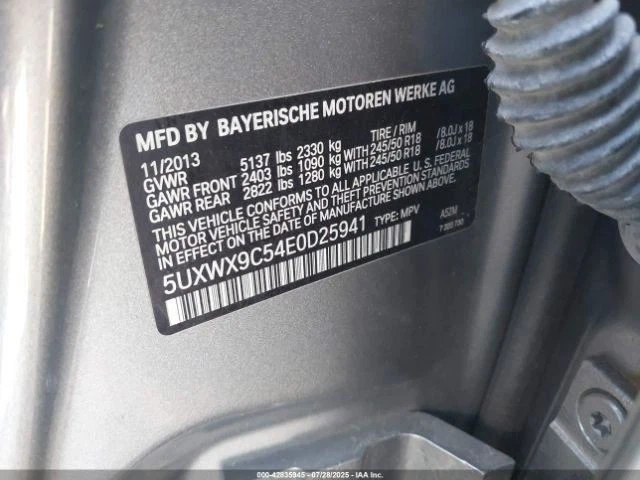 MFD BY BAYERISCHE MOTOREN WERKE AG
11/2013 TIRE / RIM
GVWR 5137 lbs 2330 kg
GAWR FRONT 2403 lbs 1090 kg WITH 245/50 R18 / 8.0J x 18
GAWR REAR 2822 lbs 1280 kg WITH 245/50 R18 / 8.0J x 18
THIS VEHICLE CONFORMS TO ALL APPLICABLE U.S. FEDERAL
MOTOR VEHICLE SAFETY AND THEFT PREVENTION STANDARDS
IN EFFECT ON THE DATE OF MANUFACTURE SHOWN ABOVE.
5UXWX9C54E0D25941 TYPE: MPV A52M
000-42835945 - 07/28/2025 - IAA Inc.